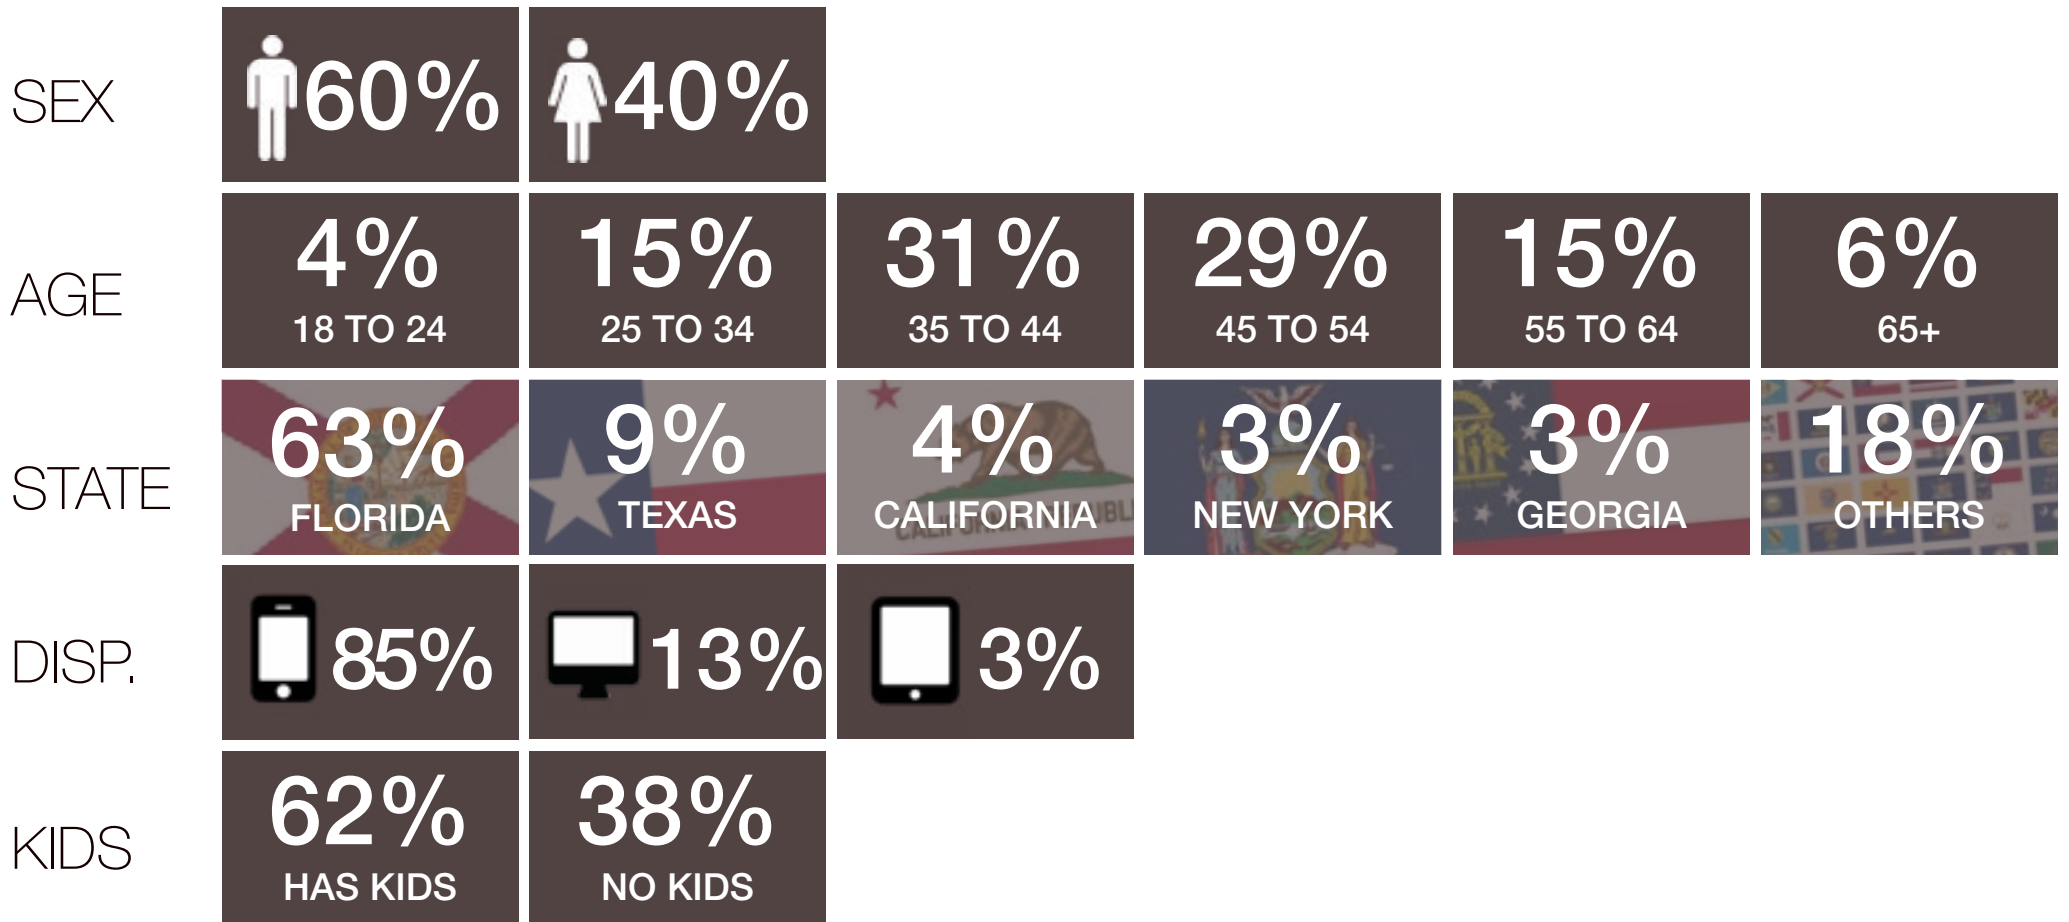 SEX
60%
40%
AGE
4%
18 TO 24
15%
25 TO 34
31%
35 TO 44
29%
45 TO 54
15%
55 TO 64
6%
65+
STATE
63%
FLORIDA
9%
TEXAS
4%
CALIFORNIA
3%
NEW YORK
3%
GEORGIA
18%
OTHERS
DISP.
85%
13%
3%
KIDS
62%
HAS KIDS
38%
NO KIDS